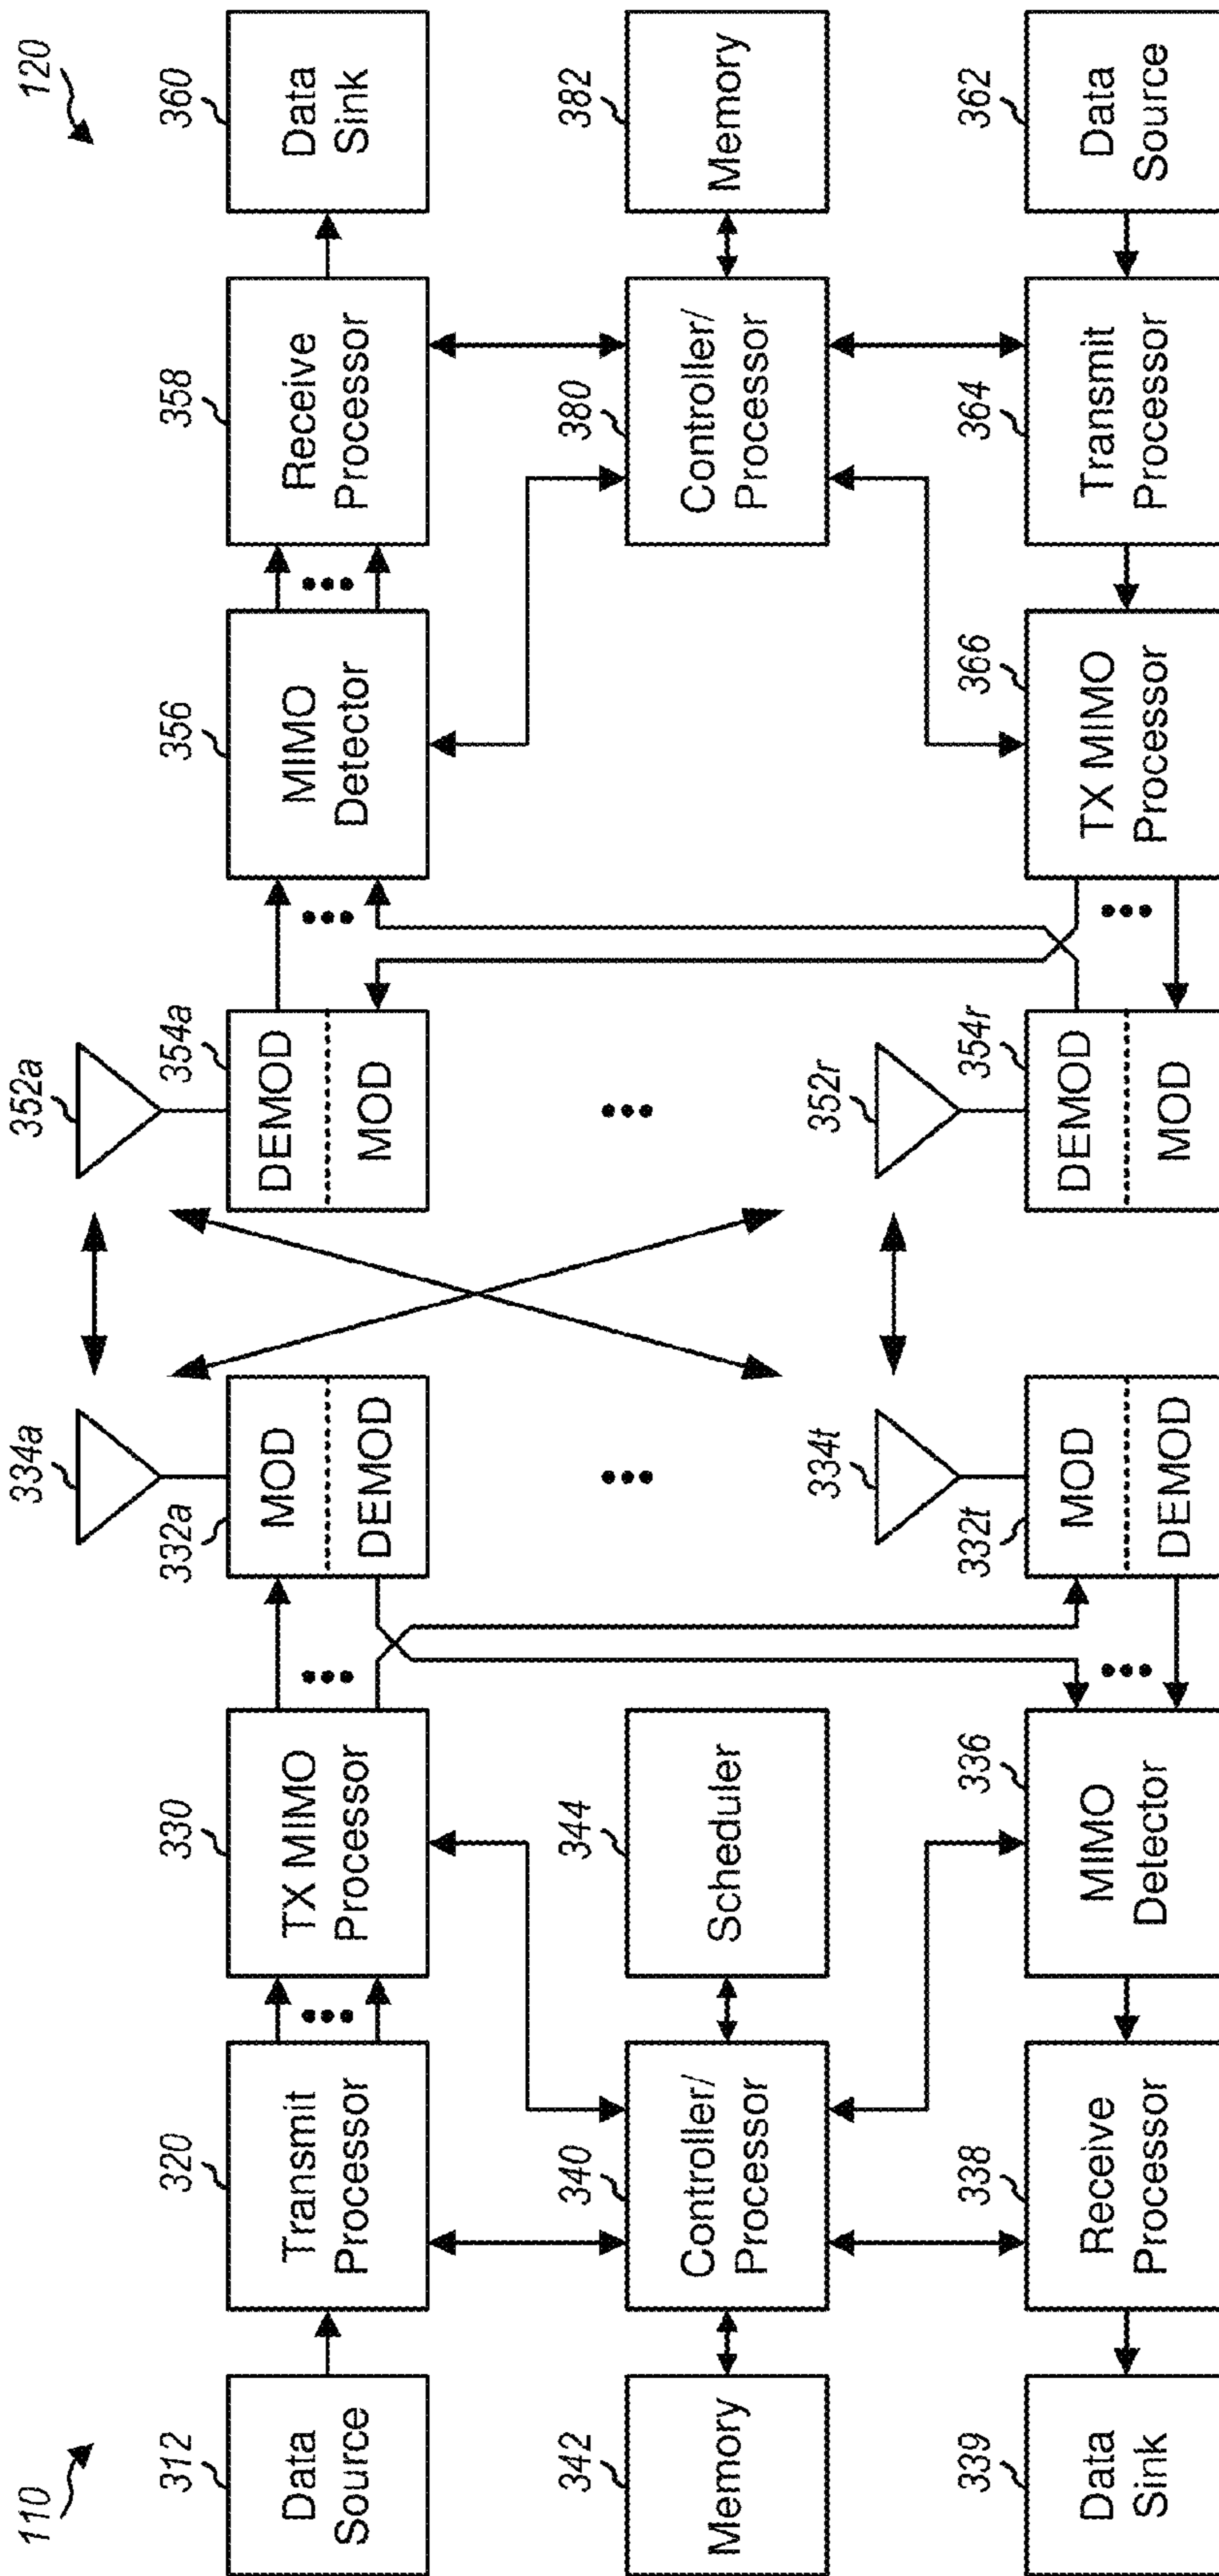 110
120
312
Data
Source
320
Transmit
Processor
330
TX MIMO
Processor
332a
MOD
DEMOD
334a
352a
354a
DEMOD
MOD
356
MIMO
Detector
358
Receive
Processor
360
Data
Sink
342
Memory
340
Controller/
Processor
344
Scheduler
380
Controller/
Processor
382
Memory
339
Data
Sink
338
Receive
Processor
336
MIMO
Detector
332t
MOD
DEMOD
334t
352r
354r
DEMOD
MOD
366
TX MIMO
Processor
364
Transmit
Processor
362
Data
Source